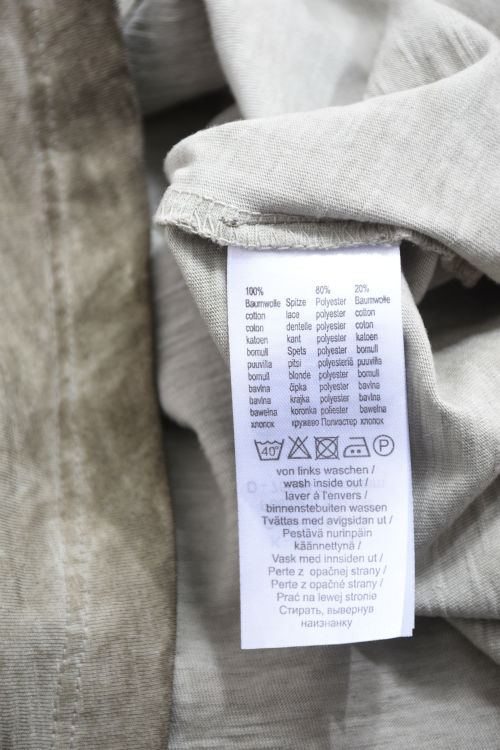 100% 80% 20%
Baumwolle Spitze Polyester Baumwolle
cotton lace polyester cotton
coton dentelle polyester coton
katoen kant polyester katoen
bomull Spets polyester bomull
puuvilla pitsi polyesteriä puuvilla
bomull blonde polyester bomull
bavlna čipka polyester bavlna
bavlna krajka polyester bavlna
bawełna koronka poliester bawełna
хлопок кружево Полиэстер хлопок
40° P
von links waschen /
wash inside out /
laver à l'envers /
binnenstebuiten wassen
Tvättas med avigsidan ut /
Pestävä nurinpäin
käännettynä /
Vask med innsiden ut /
Perte z opačnej strany /
Perte z opačné strany /
Prać na lewej stronie
Стирать, вывернув
наизнанку